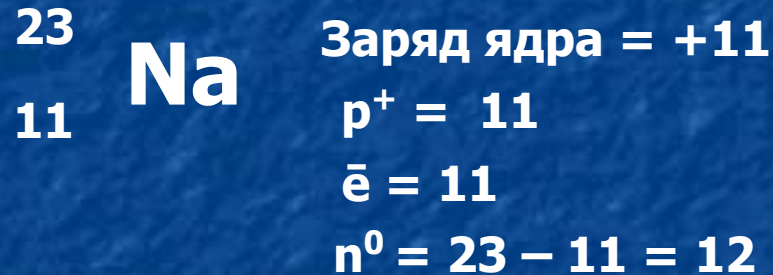 23
11
Na
Заряд ядра = +11
p⁺ = 11
ē = 11
n⁰ = 23 – 11 = 12